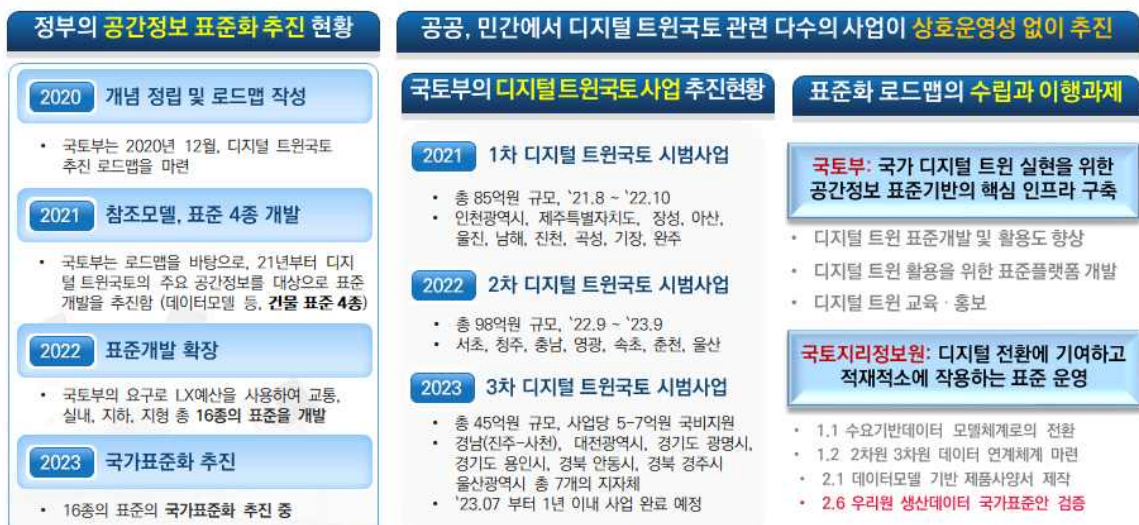 정부의 공간정보 표준화 추진 현황
2020 개념 정립 및 로드맵 작성
• 국토부는 2020년 12월, 디지털 트윈국토
추진 로드맵을 마련
2021 참조모델, 표준 4종 개발
• 국토부는 로드맵을 바탕으로, 21년부터 디지
털 트윈국토의 주요 공간정보를 대상으로 표준
개발을 추진함 (데이터모델 등, 건물 표준 4종)
2022 표준개발 확장
• 국토부의 요구로 LX예산을 사용하여 교통,
실내, 지하, 지형 총 16종의 표준을 개발
2023 국가표준화 추진
• 16종의 표준의 국가표준화 추진 중
공공, 민간에서 디지털 트윈국토 관련 다수의 사업이 상호운영성 없이 추진
국토부의 디지털트윈국토사업 추진현황
2021 1차 디지털 트윈국토 시범사업
• 총 85억원 규모, '21.8 ~ '22.10
• 인천광역시, 제주특별자치도, 장성, 아산,
울진, 남해, 진천, 곡성, 기장, 완주
2022 2차 디지털 트윈국토 시범사업
• 총 98억원 규모, '22.9 ~ '23.9
• 서초, 청주, 충남, 영광, 속초, 춘천, 울산
2023 3차 디지털 트윈국토 시범사업
• 총 45억원 규모, 사업당 5-7억원 국비지원
• 경남(진주-사천), 대전광역시, 경기도 광명시,
경기도 용인시, 경북 안동시, 경북 경주시
울산광역시 총 7개의 지자체
• '23.07 부터 1년 이내 사업 완료 예정
표준화 로드맵의 수립과 이행과제
국토부: 국가 디지털 트윈 실현을 위한
공간정보 표준기반의 핵심 인프라 구축
• 디지털 트윈 표준개발 및 활용도 향상
• 디지털 트윈 활용을 위한 표준플랫폼 개발
• 디지털 트윈 교육 · 홍보
국토지리정보원: 디지털 전환에 기여하고
적재적소에 작용하는 표준 운영
• 1.1 수요기반데이터 모델체계로의 전환
• 1.2 2차원 3차원 데이터 연계체계 마련
• 2.1 데이터모델 기반 제품사양서 제작
• 2.6 우리원 생산데이터 국가표준안 검증